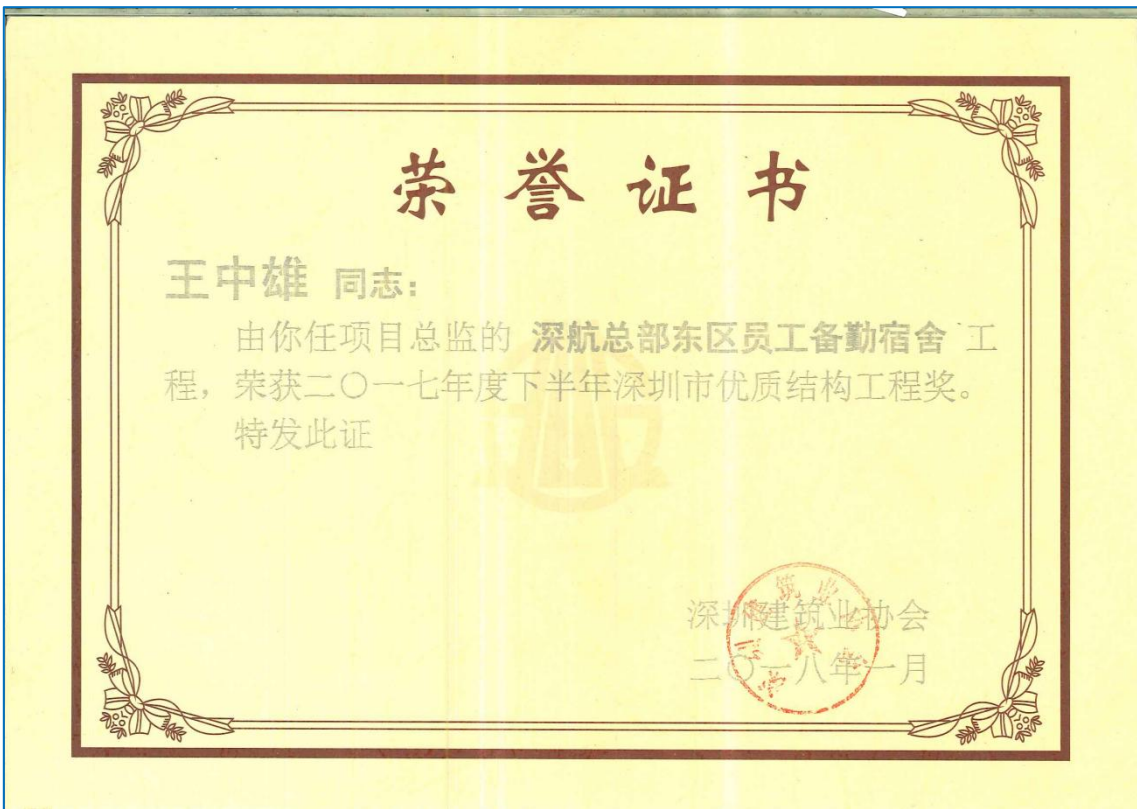 荣誉证书
王中雄 同志：
由你任项目总监的 深航总部东区员工备勤宿舍 工
程，荣获二〇一七年度下半年深圳市优质结构工程奖。
特发此证
深圳建筑业协会
二〇一八年一月